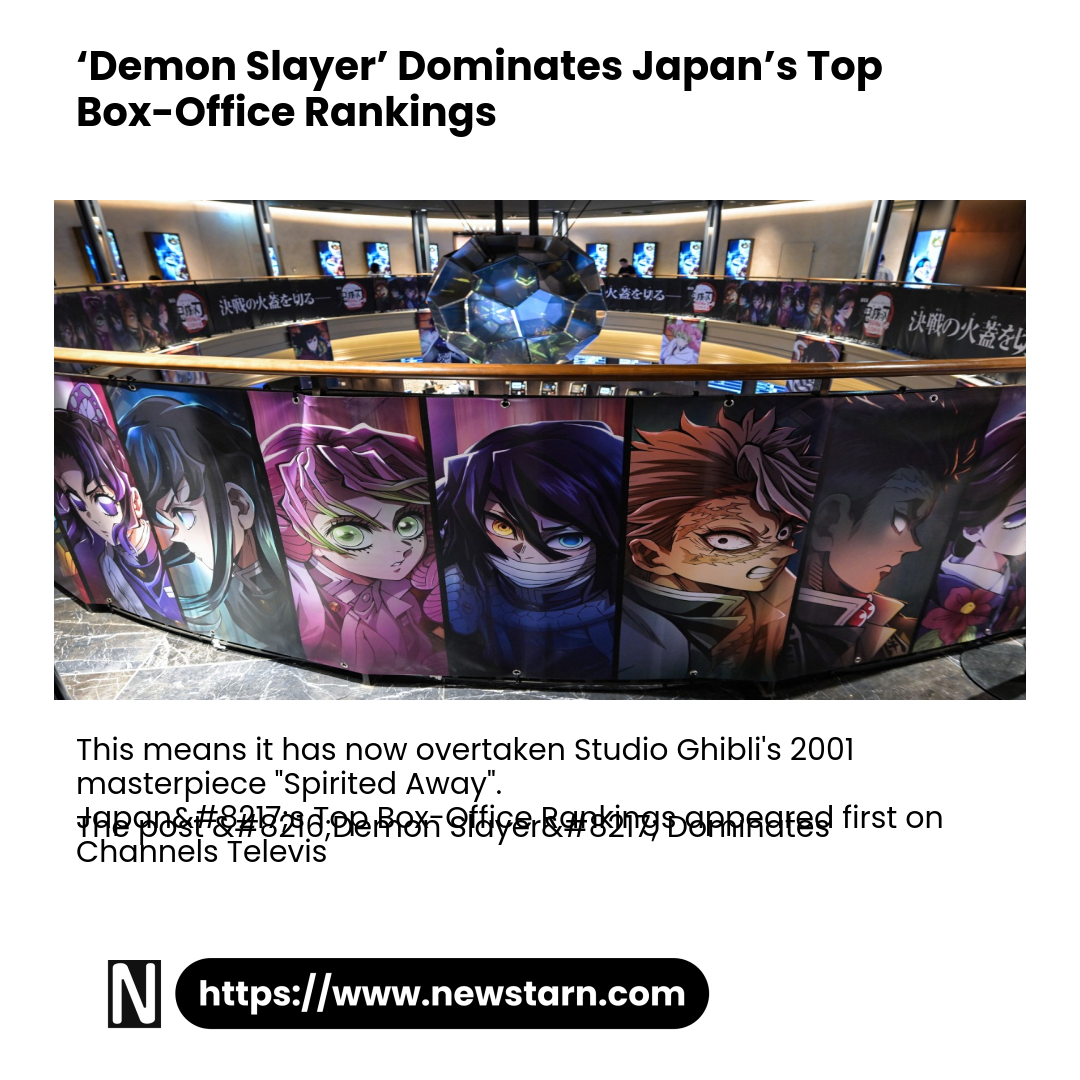 ‘Demon Slayer’ Dominates Japan’s Top
Box-Office Rankings
決戦の火蓋を切る
火蓋を切る
決戦の火蓋を切
This means it has now overtaken Studio Ghibli's 2001
masterpiece "Spirited Away".
The post &#8216;Demon Slayer&#8217; Dominates
Japan&#8217;s Top Box-Office Rankings appeared first on
Channels Televis
N
https://www.newstarn.com